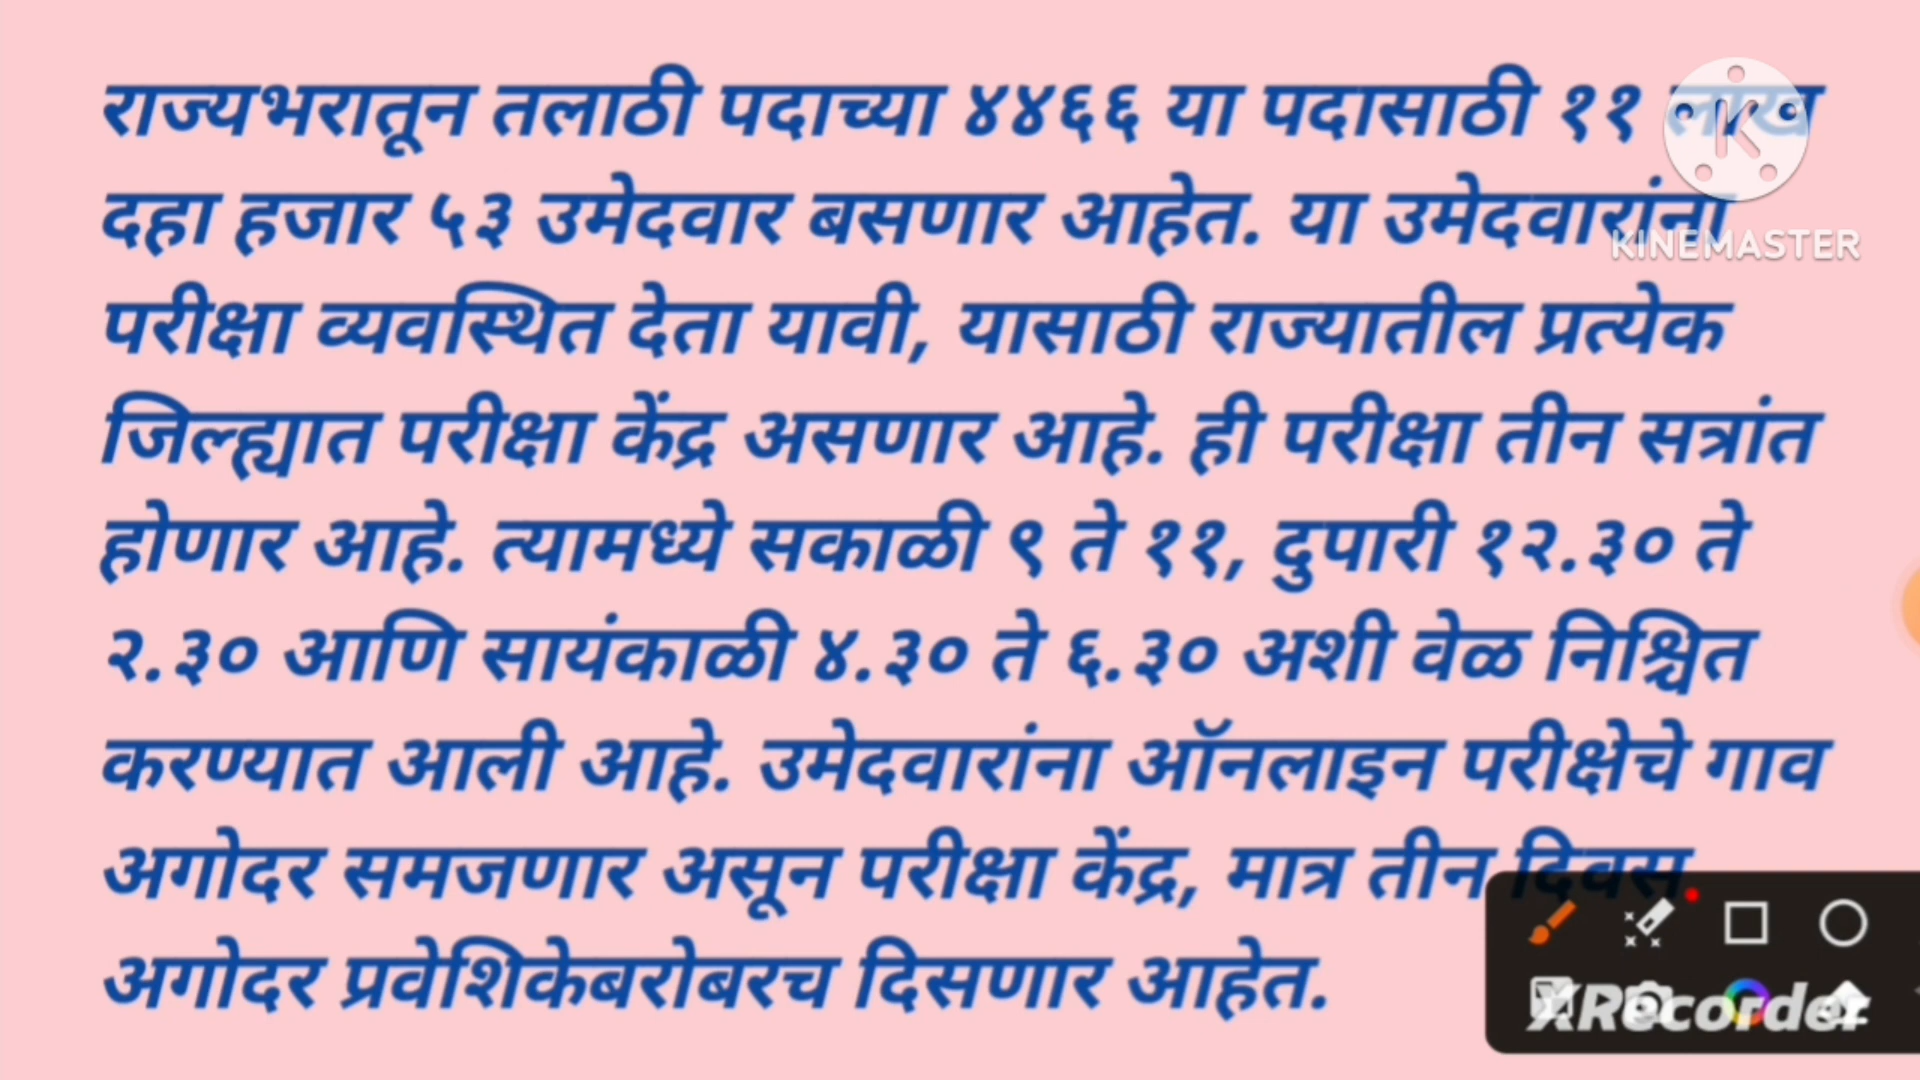 राज्यभरातून तलाठी पदाच्या ४४६६ या पदासाठी ११ लाख
दहा हजार ५३ उमेदवार बसणार आहेत. या उमेदवारांना
KINEMASTER
परीक्षा व्यवस्थित देता यावी, यासाठी राज्यातील प्रत्येक
जिल्ह्यात परीक्षा केंद्र असणार आहे. ही परीक्षा तीन सत्रांत
होणार आहे. त्यामध्ये सकाळी ९ ते ११, दुपारी १२.३० ते
२.३० आणि सायंकाळी ४.३० ते ६.३० अशी वेळ निश्चित
करण्यात आली आहे. उमेदवारांना ऑनलाइन परीक्षेचे गाव
अगोदर समजणार असून परीक्षा केंद्र, मात्र तीन दिवस
अगोदर प्रवेशिकेबरोबरच दिसणार आहेत.
XRecorder